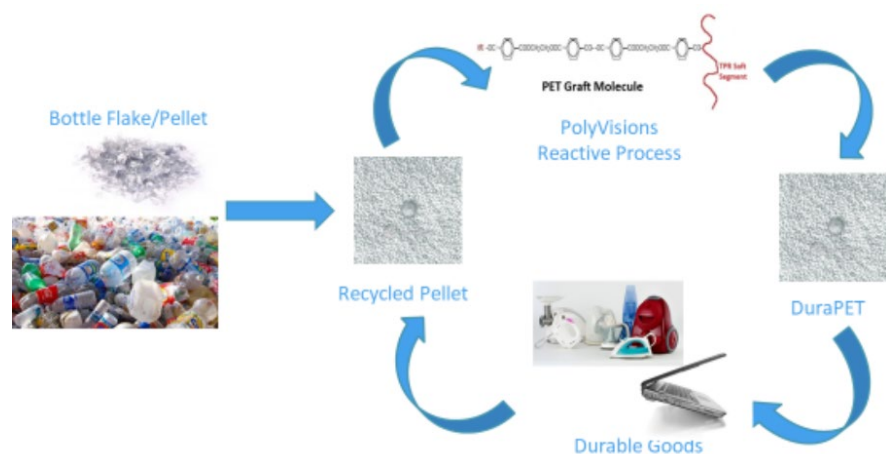 Bottle Flake/Pellet
TPR Soft
Segment
PET Graft Molecule
PolyVisions
Reactive Process
Recycled Pellet
DuraPET
Durable Goods